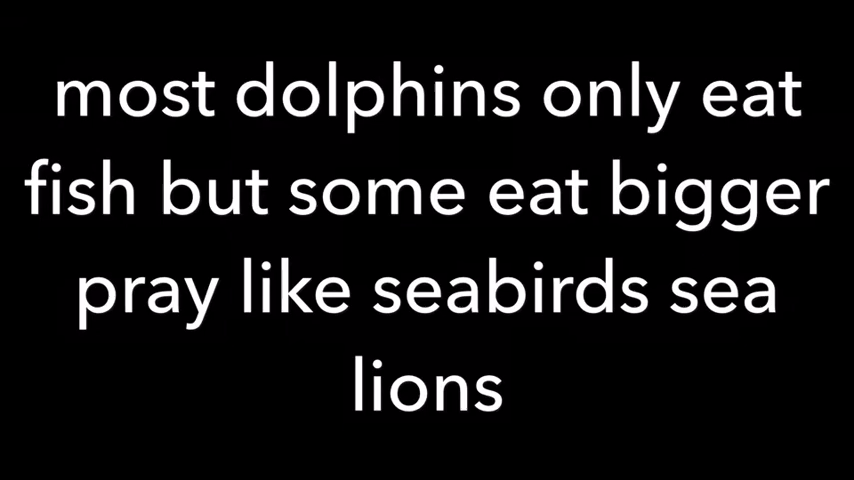 most dolphins only eat
fish but some eat bigger
pray like seabirds sea
lions